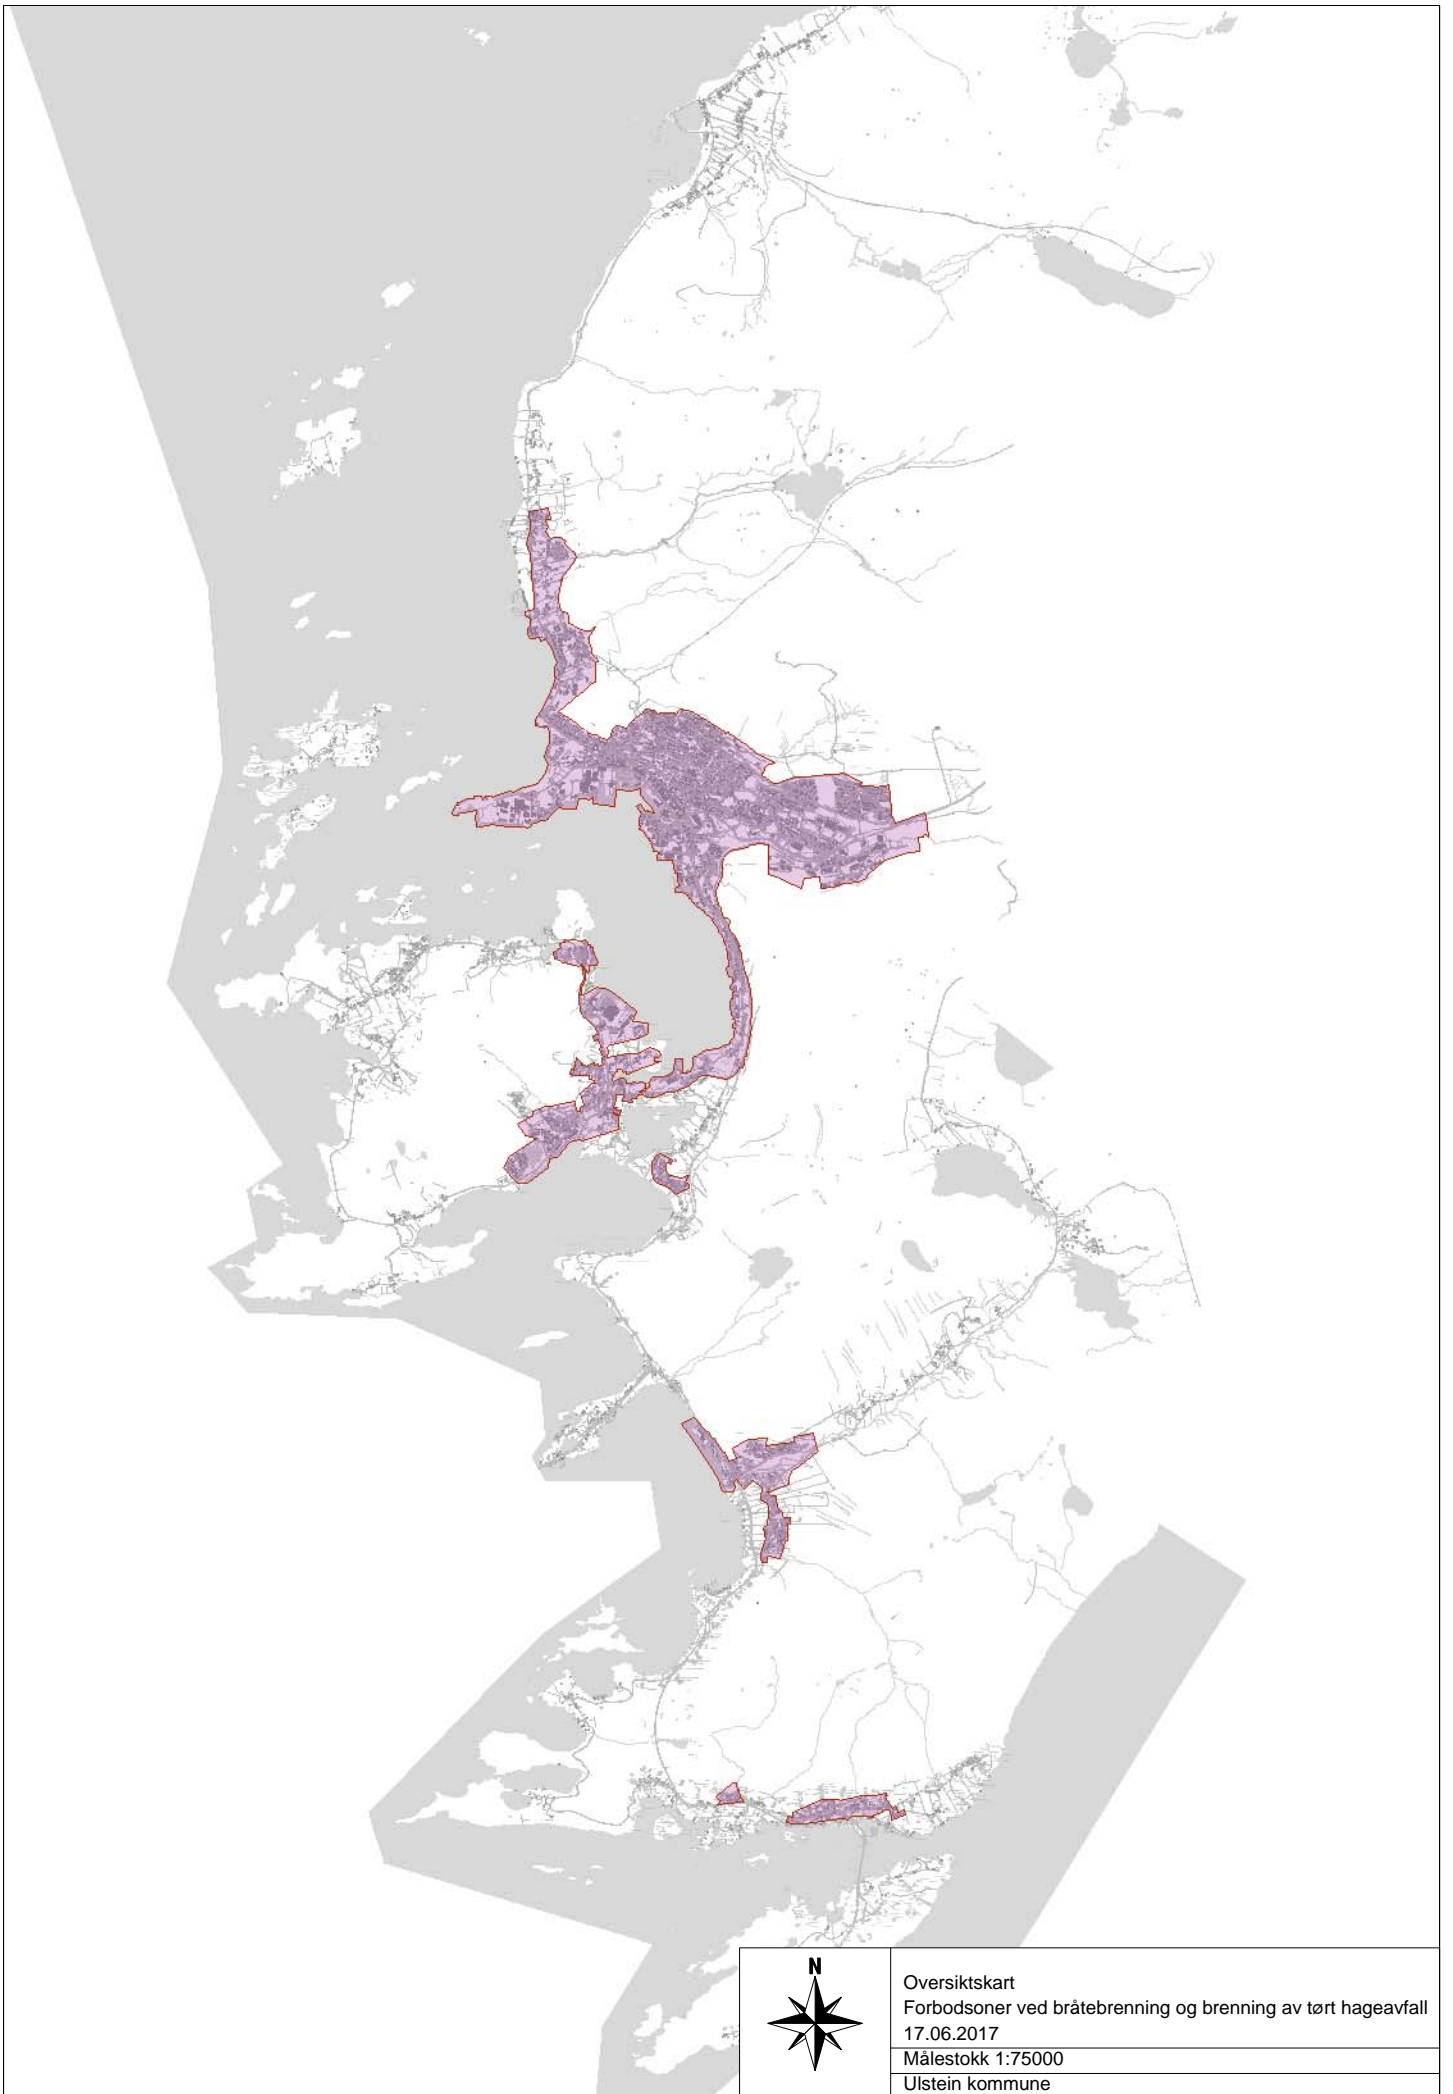 N
Oversiktskart
Forbodsoner ved bråtebrenning og brenning av tørt hageavfall
17.06.2017
Målestokk 1:75000
Ulstein kommune